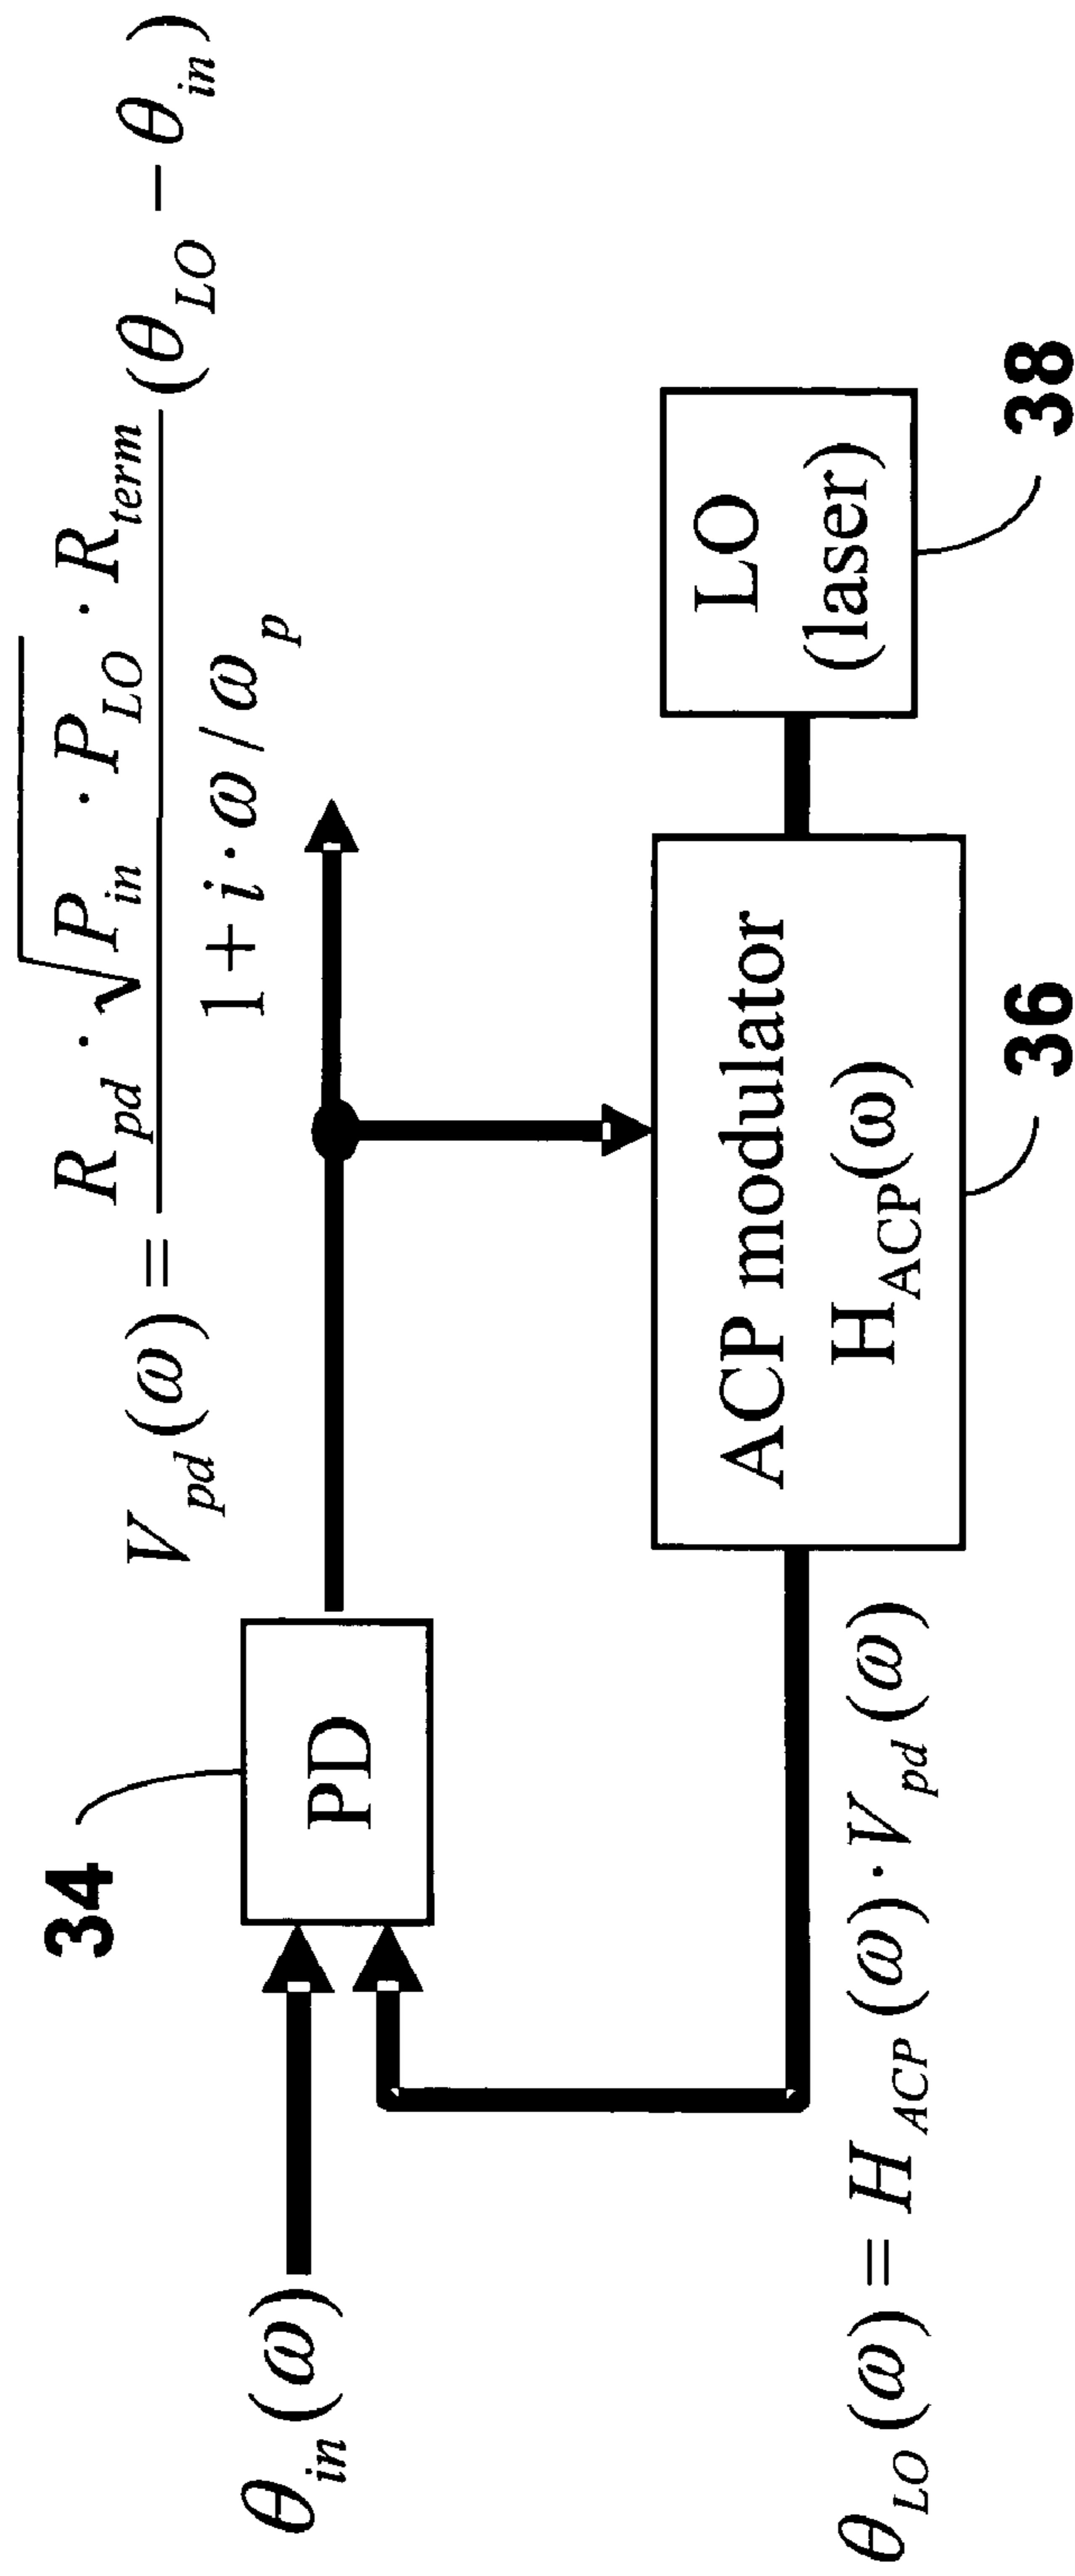 V_pd(ω) = (R_pd · √(P_in · P_LO) · R_term) / (1 + i · ω / ω_p) (θ_LO − θ_in)
34
θ_in(ω)
PD
ACP modulator
H_ACP(ω)
LO
(laser)
θ_LO(ω) = H_ACP(ω) · V_pd(ω)
36
38